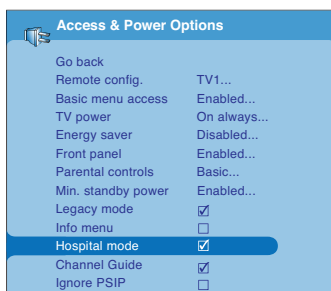 Access & Power Options
Go back
Remote config. TV1...
Basic menu access Enabled...
TV power On always...
Energy saver Disabled...
Front panel Enabled...
Parental controls Basic...
Min. standby power Enabled...
Legacy mode ☑
Info menu ☐
Hospital mode ☑
Channel Guide ☑
Ignore PSIP ☐